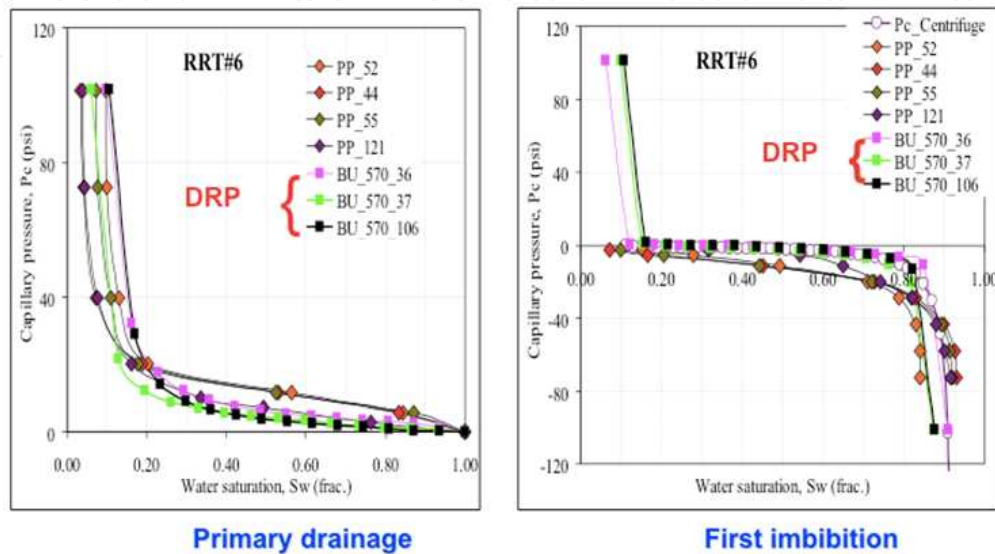 RRT#6
PP_52
PP_44
PP_55
PP_121
BU_570_36
BU_570_37
BU_570_106
DRP
Capillary pressure, Pc (psi)
120
80
40
0
0.00 0.20 0.40 0.60 0.80 1.00
Water saturation, Sw (frac.)
Primary drainage
RRT#6
Pc_Centrifuge
PP_52
PP_44
PP_55
PP_121
BU_570_36
BU_570_37
BU_570_106
DRP
Capillary pressure, Pc (psi)
120
80
40
0
-40
-80
-120
0.00 0.20 0.40 0.60 0.80 1.00
Water saturation, Sw (frac.)
First imbibition